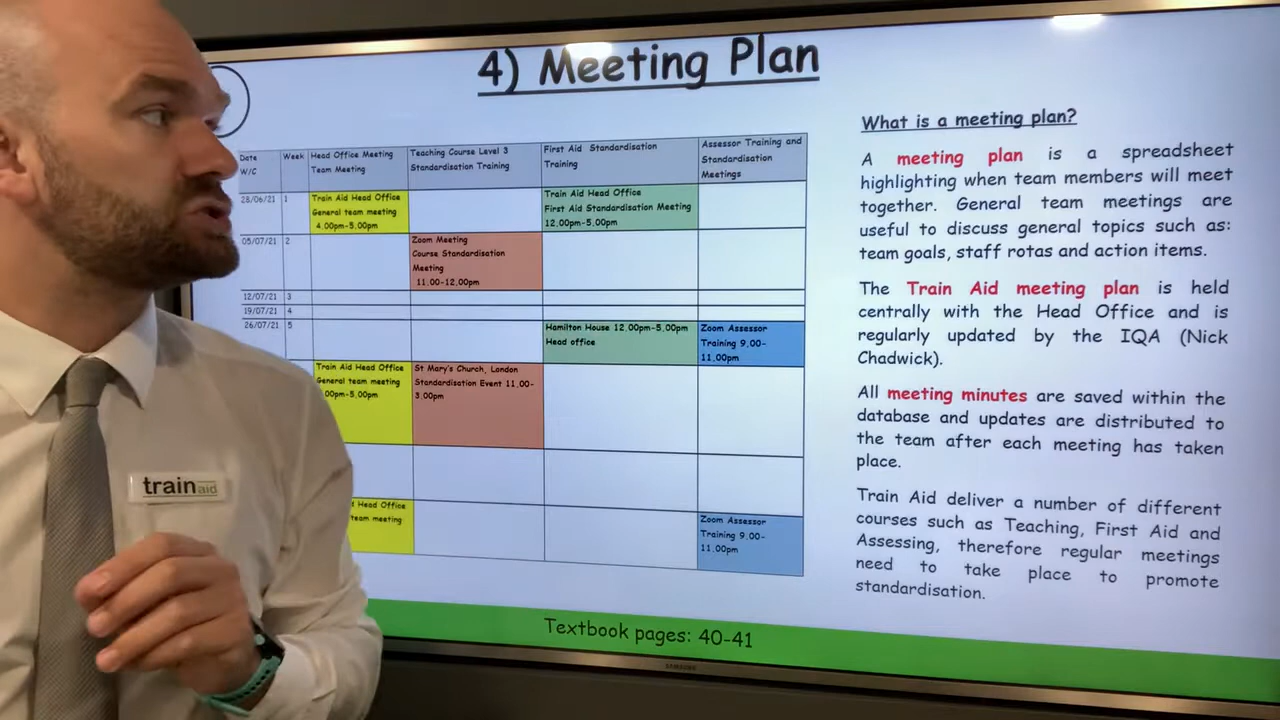 4) Meeting Plan
Date
W/C
Week
Head Office Meeting
Team Meeting
Teaching Course Level 3
Standardisation Training
First Aid Standardisation
Training
Assessor Training and
Standardisation
Meetings
28/06/21
1
Train Aid Head Office
General team meeting
4.00pm-5.00pm
Train Aid Head Office
First Aid Standardisation Meeting
12.00pm-5.00pm
05/07/21
2
Zoom Meeting
Course Standardisation
Meeting
11.00-12.00pm
12/07/21
3
19/07/21
4
26/07/21
5
Hamilton House 12.00pm-5.00pm
Head office
Zoom Assessor
Training 9.00-
11.00pm
Train Aid Head Office
General team meeting
00pm-5.00pm
St Mary's Church, London
Standardisation Event 11.00-
3.00pm
Head Office
team meeting
Zoom Assessor
Training 9.00-
11.00pm
What is a meeting plan?
A meeting plan is a spreadsheet
highlighting when team members will meet
together. General team meetings are
useful to discuss general topics such as:
team goals, staff rotas and action items.
The Train Aid meeting plan is held
centrally with the Head Office and is
regularly updated by the IQA (Nick
Chadwick).
All meeting minutes are saved within the
database and updates are distributed to
the team after each meeting has taken
place.
Train Aid deliver a number of different
courses such as Teaching, First Aid and
Assessing, therefore regular meetings
need to take place to promote
standardisation.
Textbook pages: 40-41
SAMSUNG
trainaid